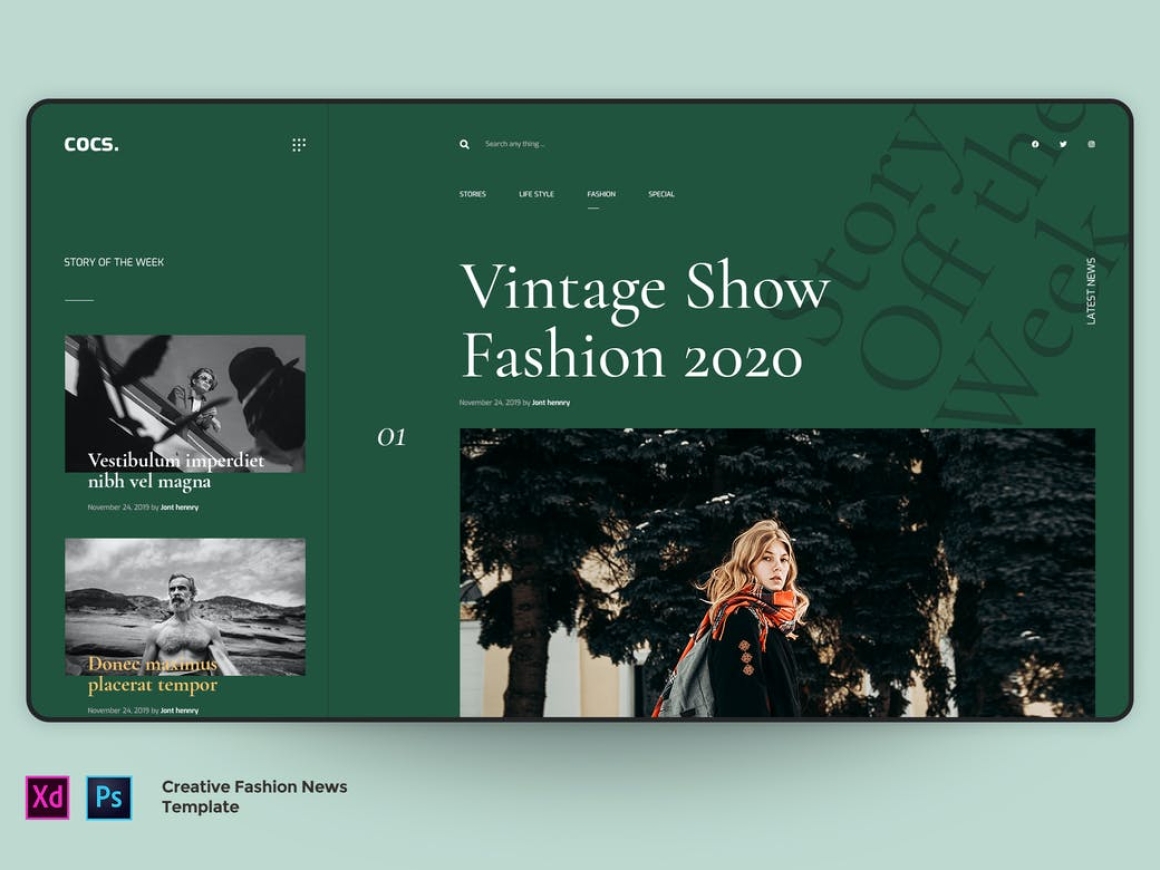 cocs.
STORY OF THE WEEK
Vestibulum imperdiet
nibh vel magna
November 24, 2019 by Jont hennry
Donec maximus
placerat tempor
November 24, 2019 by Jont hennry
Search any thing ...
STORIES LIFE STYLE FASHION SPECIAL
Story
Off the
Week
LATEST NEWS
Vintage Show
Fashion 2020
November 24, 2019 by Jont hennry
01
Xd Ps
Creative Fashion News
Template